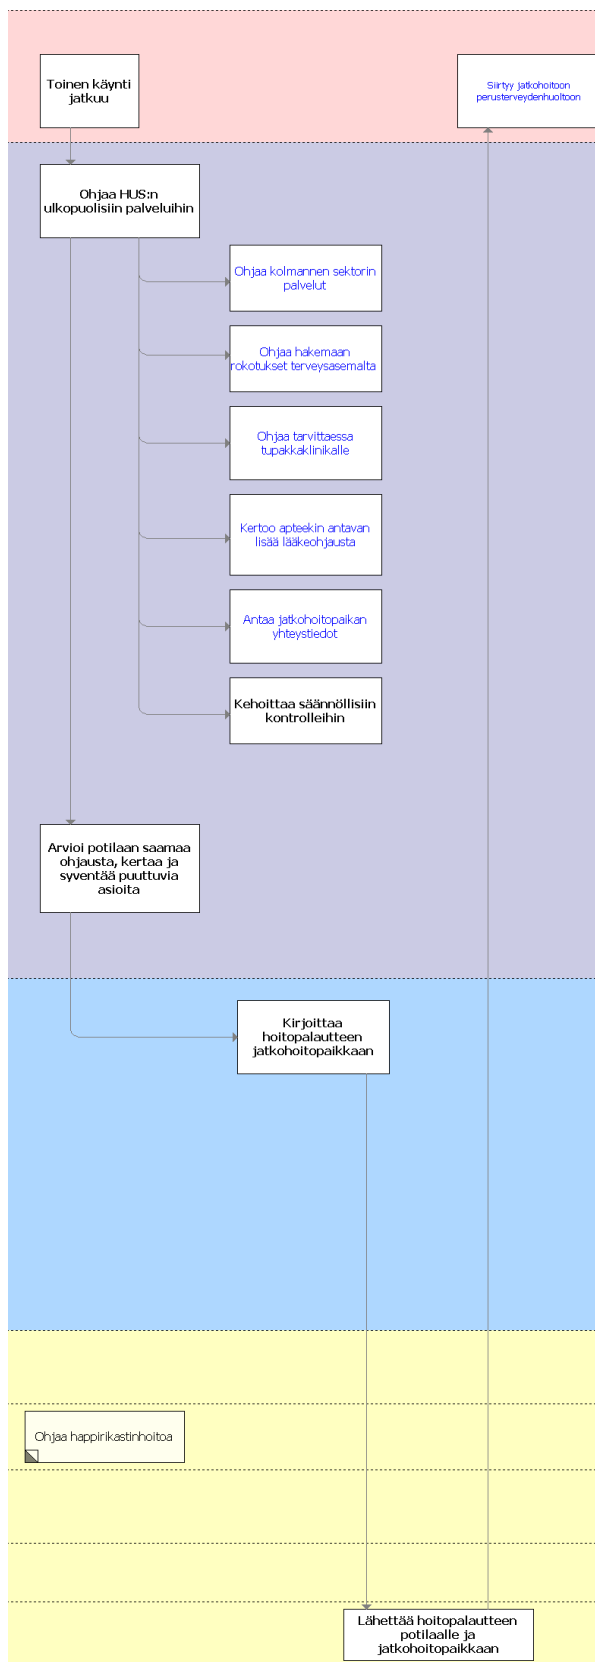 Toinen käynti
jatkuu
Siirtyy jatkohoitoon
perusterveydenhuoltoon
Ohjaa HUS:n
ulkopuolisiin palveluihin
Ohjaa kolmannen sektorin
palvelut
Ohjaa hakemaan
rokotukset terveysasemalta
Ohjaa tarvittaessa
tupakkaklinikalle
Kertoo apteekin antavan
lisää lääkeohjausta
Antaa jatkohoitopaikan
yhteystiedot
Kehoittaa säännöllisiin
kontrolleihin
Arvioi potilaan saamaa
ohjausta, kertaa ja
syventää puuttuvia
asioita
Kirjoittaa
hoitopalautteen
jatkohoitopaikkaan
Ohjaa happirikastinhoitoa
Lähettää hoitopalautteen
potilaalle ja
jatkohoitopaikkaan